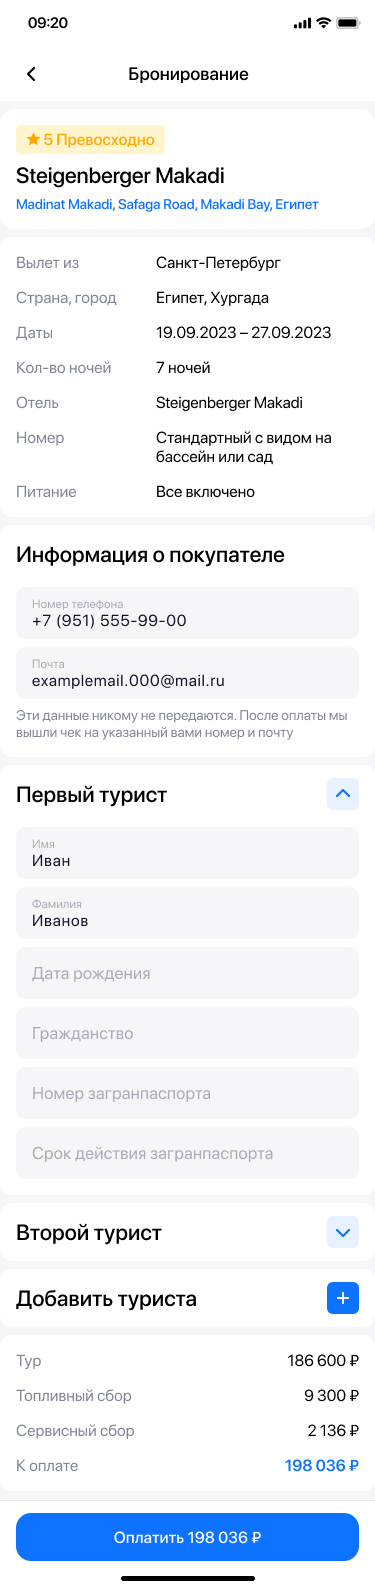 09:20
Бронирование
5 Превосходно
Steigenberger Makadi
Madinat Makadi, Safaga Road, Makadi Bay, Египет
Вылет из Санкт-Петербург
Страна, город Египет, Хургада
Даты 19.09.2023 – 27.09.2023
Кол-во ночей 7 ночей
Отель Steigenberger Makadi
Номер Стандартный с видом на
бассейн или сад
Питание Все включено
Информация о покупателе
Номер телефона
+7 (951) 555-99-00
Почта
examplemail.000@mail.ru
Эти данные никому не передаются. После оплаты мы
вышли чек на указанный вами номер и почту
Первый турист
Имя
Иван
Фамилия
Иванов
Дата рождения
Гражданство
Номер загранпаспорта
Срок действия загранпаспорта
Второй турист
Добавить туриста
Тур 186 600 ₽
Топливный сбор 9 300 ₽
Сервисный сбор 2 136 ₽
К оплате 198 036 ₽
Оплатить 198 036 ₽